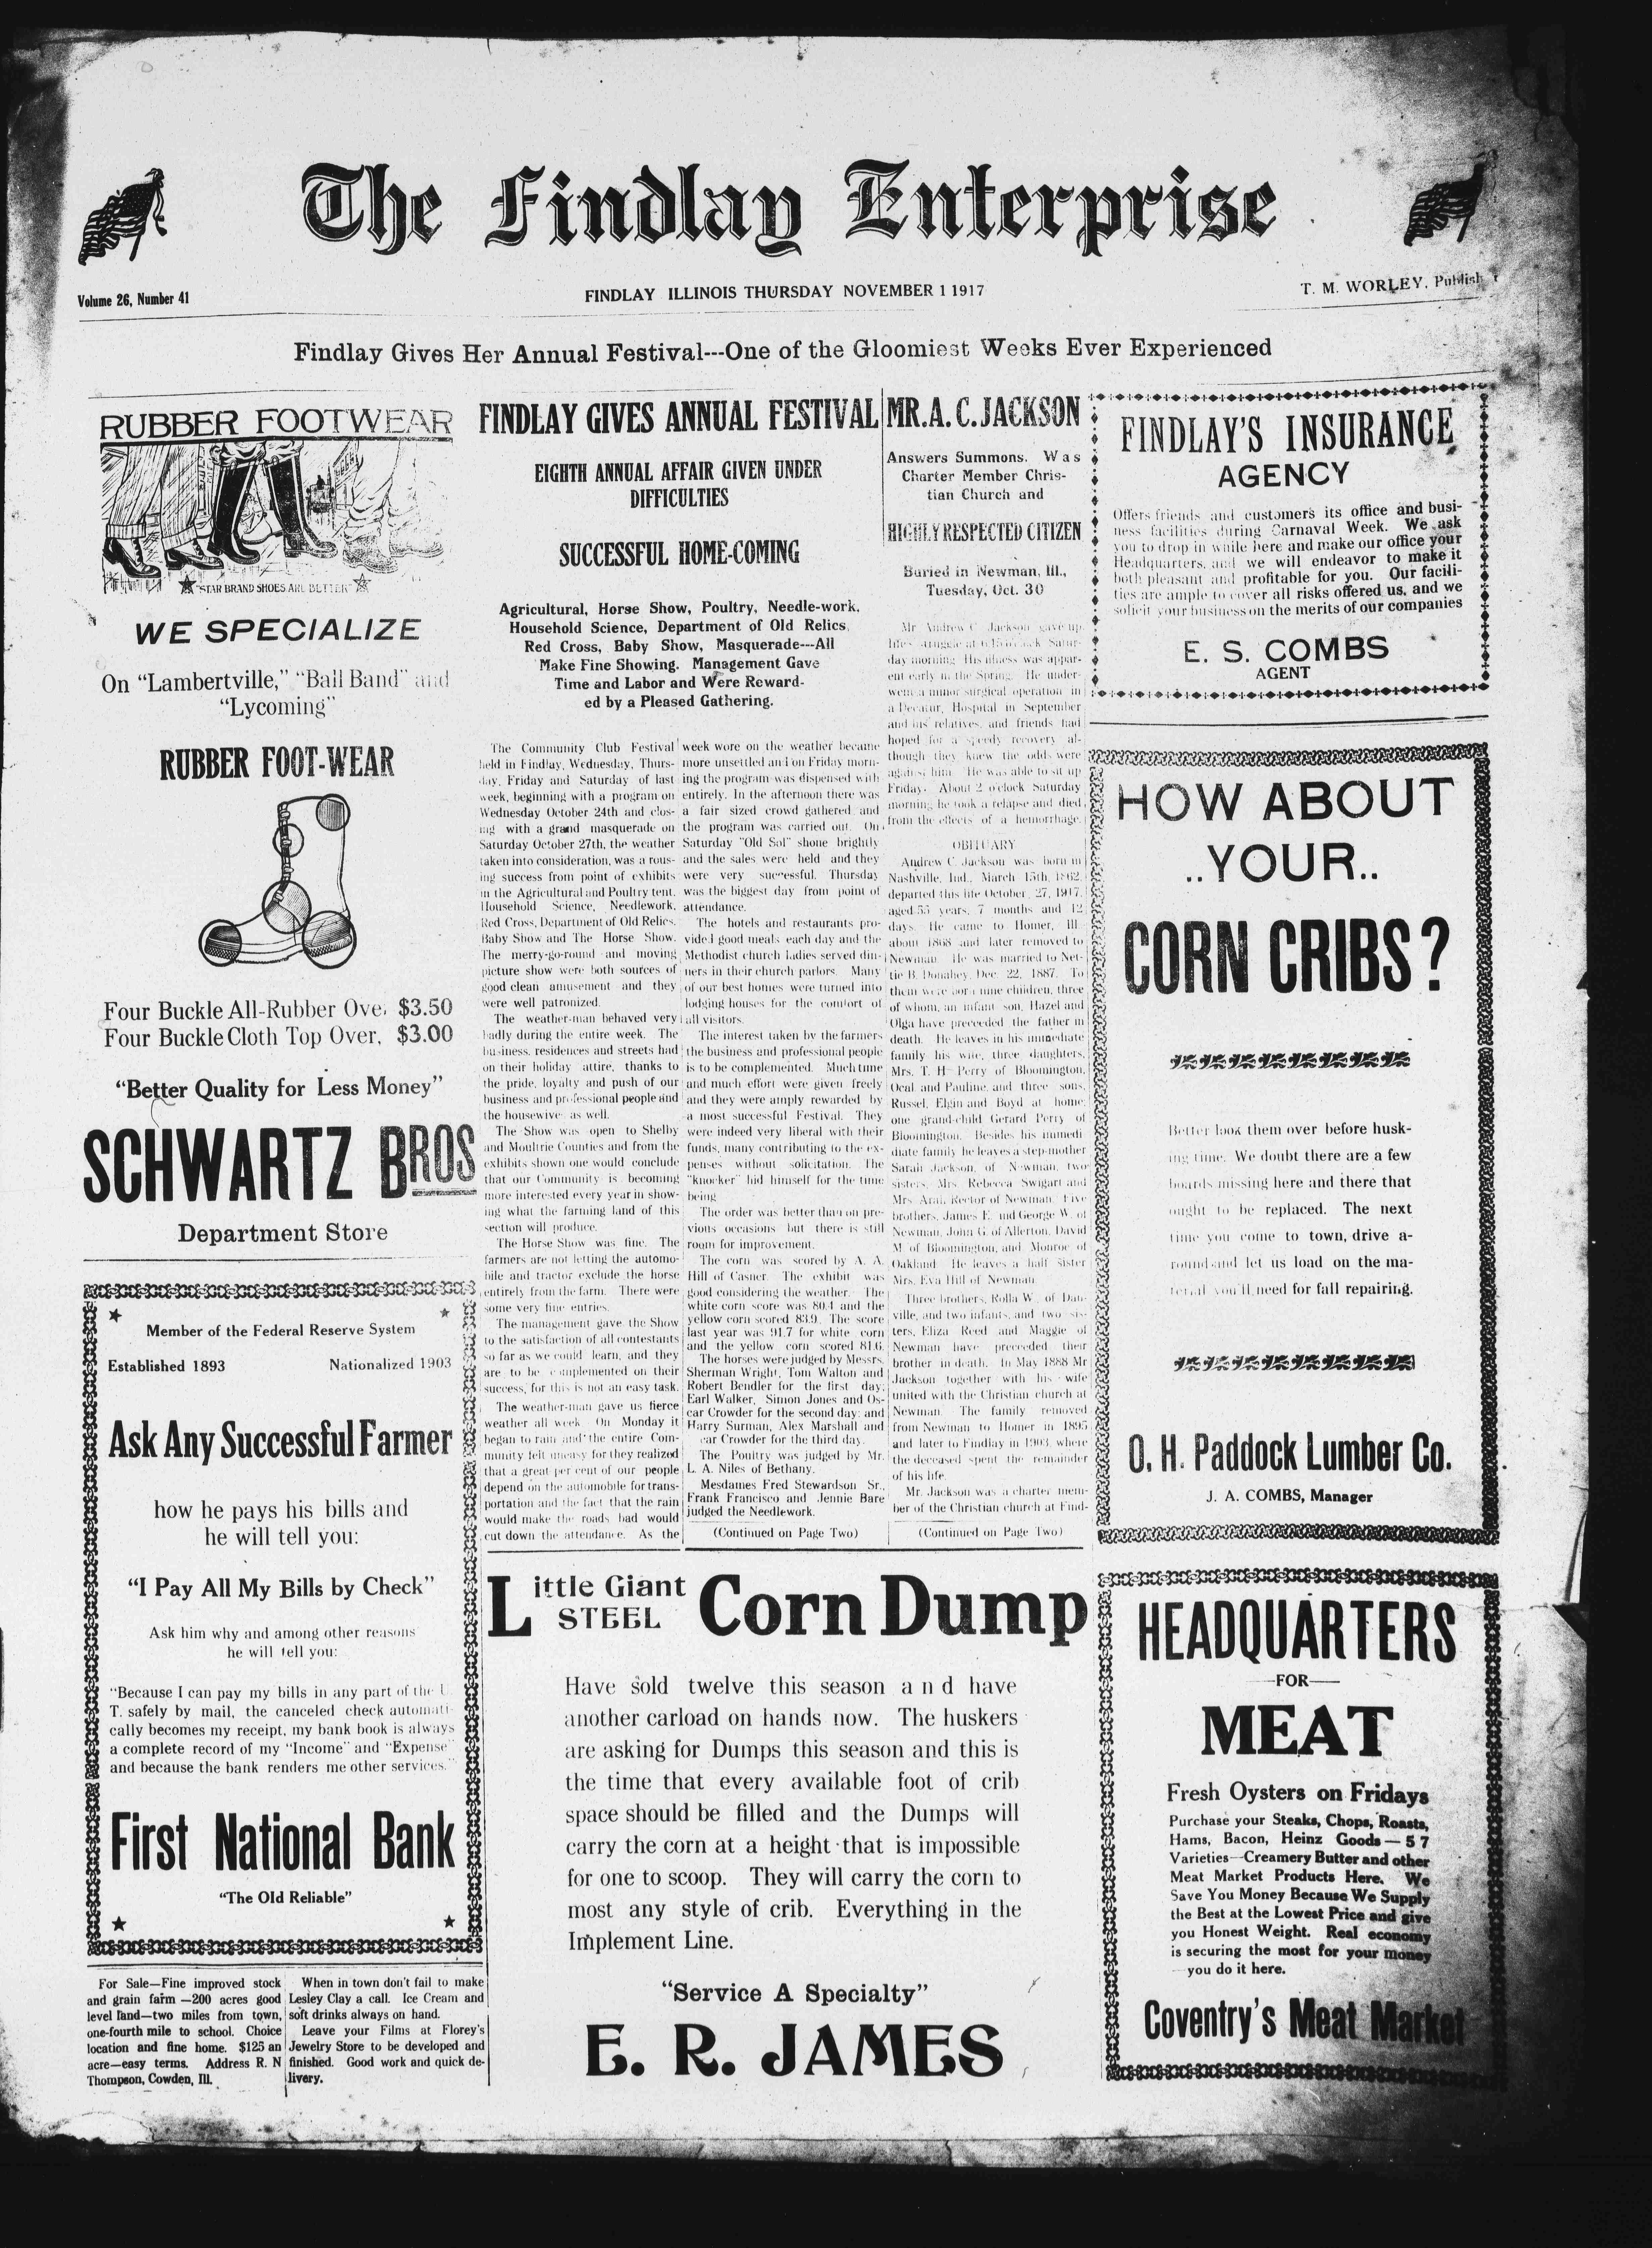 The Findlay Enterprise
Volume 26, Number 41
FINDLAY ILLINOIS THURSDAY NOVEMBER 1 1917
T. M. WORLEY, Publish
Findlay Gives Her Annual Festival---One of the Gloomiest Weeks Ever Experienced
RUBBER FOOTWEAR
"STAR BRAND SHOES ARE BETTER"
WE SPECIALIZE
On "Lambertville," "Ball Band" and
"Lycoming"
RUBBER FOOT-WEAR
Four Buckle All-Rubber Over $3.50
Four Buckle Cloth Top Over, $3.00
"Better Quality for Less Money"
SCHWARTZ BROS
Department Store
Member of the Federal Reserve System
Established 1893 Nationalized 1903
Ask Any Successful Farmer
how he pays his bills and
he will tell you:
"I Pay All My Bills by Check"
Ask him why and among other reasons
he will tell you:
"Because I can pay my bills in any part of the U
T. safely by mail, the canceled check automati-
cally becomes my receipt, my bank book is always
a complete record of my "Income" and "Expense"
and because the bank renders me other services."
First National Bank
"The Old Reliable"
For Sale—Fine improved stock
and grain farm —200 acres good
level land—two miles from town,
one-fourth mile to school. Choice
location and fine home. $125 an
acre—easy terms. Address R. N
Thompson, Cowden, Ill.
When in town don't fail to make
Lesley Clay a call. Ice Cream and
soft drinks always on hand.
Leave your Films at Florey's
Jewelry Store to be developed and
finished. Good work and quick de-
livery.
FINDLAY GIVES ANNUAL FESTIVAL
EIGHTH ANNUAL AFFAIR GIVEN UNDER
DIFFICULTIES
SUCCESSFUL HOME-COMING
Agricultural, Horse Show, Poultry, Needle-work,
Household Science, Department of Old Relics,
Red Cross, Baby Show, Masquerade---All
Make Fine Showing. Management Gave
Time and Labor and Were Reward-
ed by a Pleased Gathering.
The Community Club Festival
held in Findlay, Wednesday, Thurs-
day, Friday and Saturday of last
week, beginning with a program on
Wednesday October 24th and clos-
ing with a grand masquerade on
Saturday October 27th, the weather
taken into consideration, was a rous-
ing success from point of exhibits
in the Agricultural and Poultry tent,
Household Science, Needlework,
Red Cross, Department of Old Relics,
Baby Show and The Horse Show.
The merry-go-round and moving
picture show were both sources of
good clean amusement and they
were well patronized.
The weather-man behaved very
badly during the entire week. The
business, residences and streets had
on their holiday attire, thanks to
the pride, loyalty and push of our
business and professional people and
the housewive as well.
The Show was open to Shelby
and Moultrie Counties and from the
exhibits shown one would conclude
that our Community is becoming
more interested every year in show-
ing what the farming land of this
section will produce.
The Horse Show was fine. The
farmers are not letting the automo-
bile and tractor exclude the horse
entirely from the farm. There were
some very fine entries.
The management gave the Show
to the satisfaction of all contestants
so far as we could learn, and they
are to be complemented on their
success, for this is not an easy task.
The weather-man gave us fierce
weather all week. On Monday it
began to rain and the entire Com-
munity felt uneasy for they realized
that a great per cent of our people
depend on the automobile for trans-
portation and the fact that the rain
would make the roads bad would
cut down the attendance. As the
week wore on the weather became
more unsettled and on Friday morn-
ing the program was dispensed with
entirely. In the afternoon there was
a fair sized crowd gathered and
the program was carried out. On
Saturday "Old Sol" shone brightly
and the sales were held and they
were very successful. Thursday
was the biggest day from point of
attendance.
The hotels and restaurants pro-
vided good meals each day and the
Methodist church ladies served din-
ners in their church parlors. Many
of our best homes were turned into
lodging houses for the comfort of
all visitors.
The interest taken by the farmers
the business and professional people
is to be complemented. Much time
and much effort were given freely
and they were amply rewarded by
a most successful Festival. They
were indeed very liberal with their
funds, many contributing to the ex-
penses without solicitation. The
"knocker" hid himself for the time
being
The order was better than on pre-
vious occasions but there is still
room for improvement.
The corn was scored by A. A.
Hill of Casner. The exhibit was
good considering the weather. The
white corn score was 80.4 and the
yellow corn scored 83.9. The score
last year was 91.7 for white corn
and the yellow corn scored 81.6.
The horses were judged by Messrs.
Sherman Wright, Tom Walton and
Robert Bendler for the first day;
Earl Walker, Simon Jones and Os-
car Crowder for the second day; and
Harry Surman, Alex Marshall and
car Crowder for the third day.
The Poultry was judged by Mr.
L. A. Niles of Bethany.
Mesdames Fred Stewardson Sr.,
Frank Francisco and Jennie Bare
judged the Needlework.
(Continued on Page Two)
MR. A. C. JACKSON
Answers Summons. Was
Charter Member Chris-
tian Church and
HIGHLY RESPECTED CITIZEN
Buried in Newman, Ill.,
Tuesday, Oct. 30
Mr Andrew C Jackson gave up
life's struggle at 6:15 o'clock Satur-
day morning. His illness was appar-
ent early in the Spring. He under-
went a minor surgical operation in
a Decatur, Hospital in September
and his relatives, and friends had
hoped for a speedy recovery al-
though they knew the odds were
against him. He was able to sit up
Friday. About 2 o'clock Saturday
morning he took a relapse and died
from the effects of a hemorrhage.
OBITUARY
Andrew C. Jackson was born in
Nashville, Ind., March 15th, 1862,
departed this life October, 27, 1917,
aged 55 years, 7 months and 12
days. He came to Homer, Ill
about 1868 and later removed to
Newman. He was married to Net-
tie B. Donahey, Dec. 22, 1887. To
them were born nine children, three
of whom, an infant son, Hazel and
Olga have preceeded the father in
death. He leaves in his immediate
family his wife, three daughters,
Mrs. T. H. Perry of Bloomington,
Ocal and Pauline, and three sons,
Russel, Elgin and Boyd at home,
one grand-child Gerard Perry of
Bloomington. Besides his immedi
diate family he leaves a step-mother
Sarah Jackson, of Newman, two
sisters, Mrs. Rebecca Swigart and
Mrs Rector of Newman. Five
brothers, James E. and George W. of
Newman, John G. of Allerton, David
M of Bloomington, and Monroe of
Oakland. He leaves a half sister
Mrs. Eva Hill of Newman.
Three brothers, Rolla W. of Dan-
ville, and two infants, and two sis-
ters, Eliza Reed and Maggie of
Newman have preceeded their
brother in death. In May 1888 Mr
Jackson together with his wife
united with the Christian church at
Newman. The family removed
from Newman to Homer in 1895
and later to Findlay in 1903, where
the deceased spent the remainder
of his life.
Mr. Jackson was a charter mem-
ber of the Christian church at Find-
(Continued on Page Two)
Little Giant
STEEL Corn Dump
Have sold twelve this season and have
another carload on hands now. The huskers
are asking for Dumps this season and this is
the time that every available foot of crib
space should be filled and the Dumps will
carry the corn at a height that is impossible
for one to scoop. They will carry the corn to
most any style of crib. Everything in the
Implement Line.
"Service A Specialty"
E. R. JAMES
FINDLAY'S INSURANCE
AGENCY
Offers friends and customers its office and busi-
ness facilities during Carnaval Week. We ask
you to drop in while here and make our office your
Headquarters, and we will endeavor to make it
both pleasant and profitable for you. Our facili-
ties are ample to cover all risks offered us, and we
solicit your business on the merits of our companies
E. S. COMBS
AGENT
HOW ABOUT
..YOUR..
CORN CRIBS?
Better look them over before husk-
ing time. We doubt there are a few
boards missing here and there that
ought to be replaced. The next
time you come to town, drive a-
round and let us load on the ma-
terial you'll need for fall repairing.
O. H. Paddock Lumber Co.
J. A. COMBS, Manager
HEADQUARTERS
—FOR—
MEAT
Fresh Oysters on Fridays
Purchase your Steaks, Chops, Roasts,
Hams, Bacon, Heinz Goods — 57
Varieties—Creamery Butter and other
Meat Market Products Here. We
Save You Money Because We Supply
the Best at the Lowest Price and give
you Honest Weight. Real economy
is securing the most for your money
—you do it here.
Coventry's Meat Market